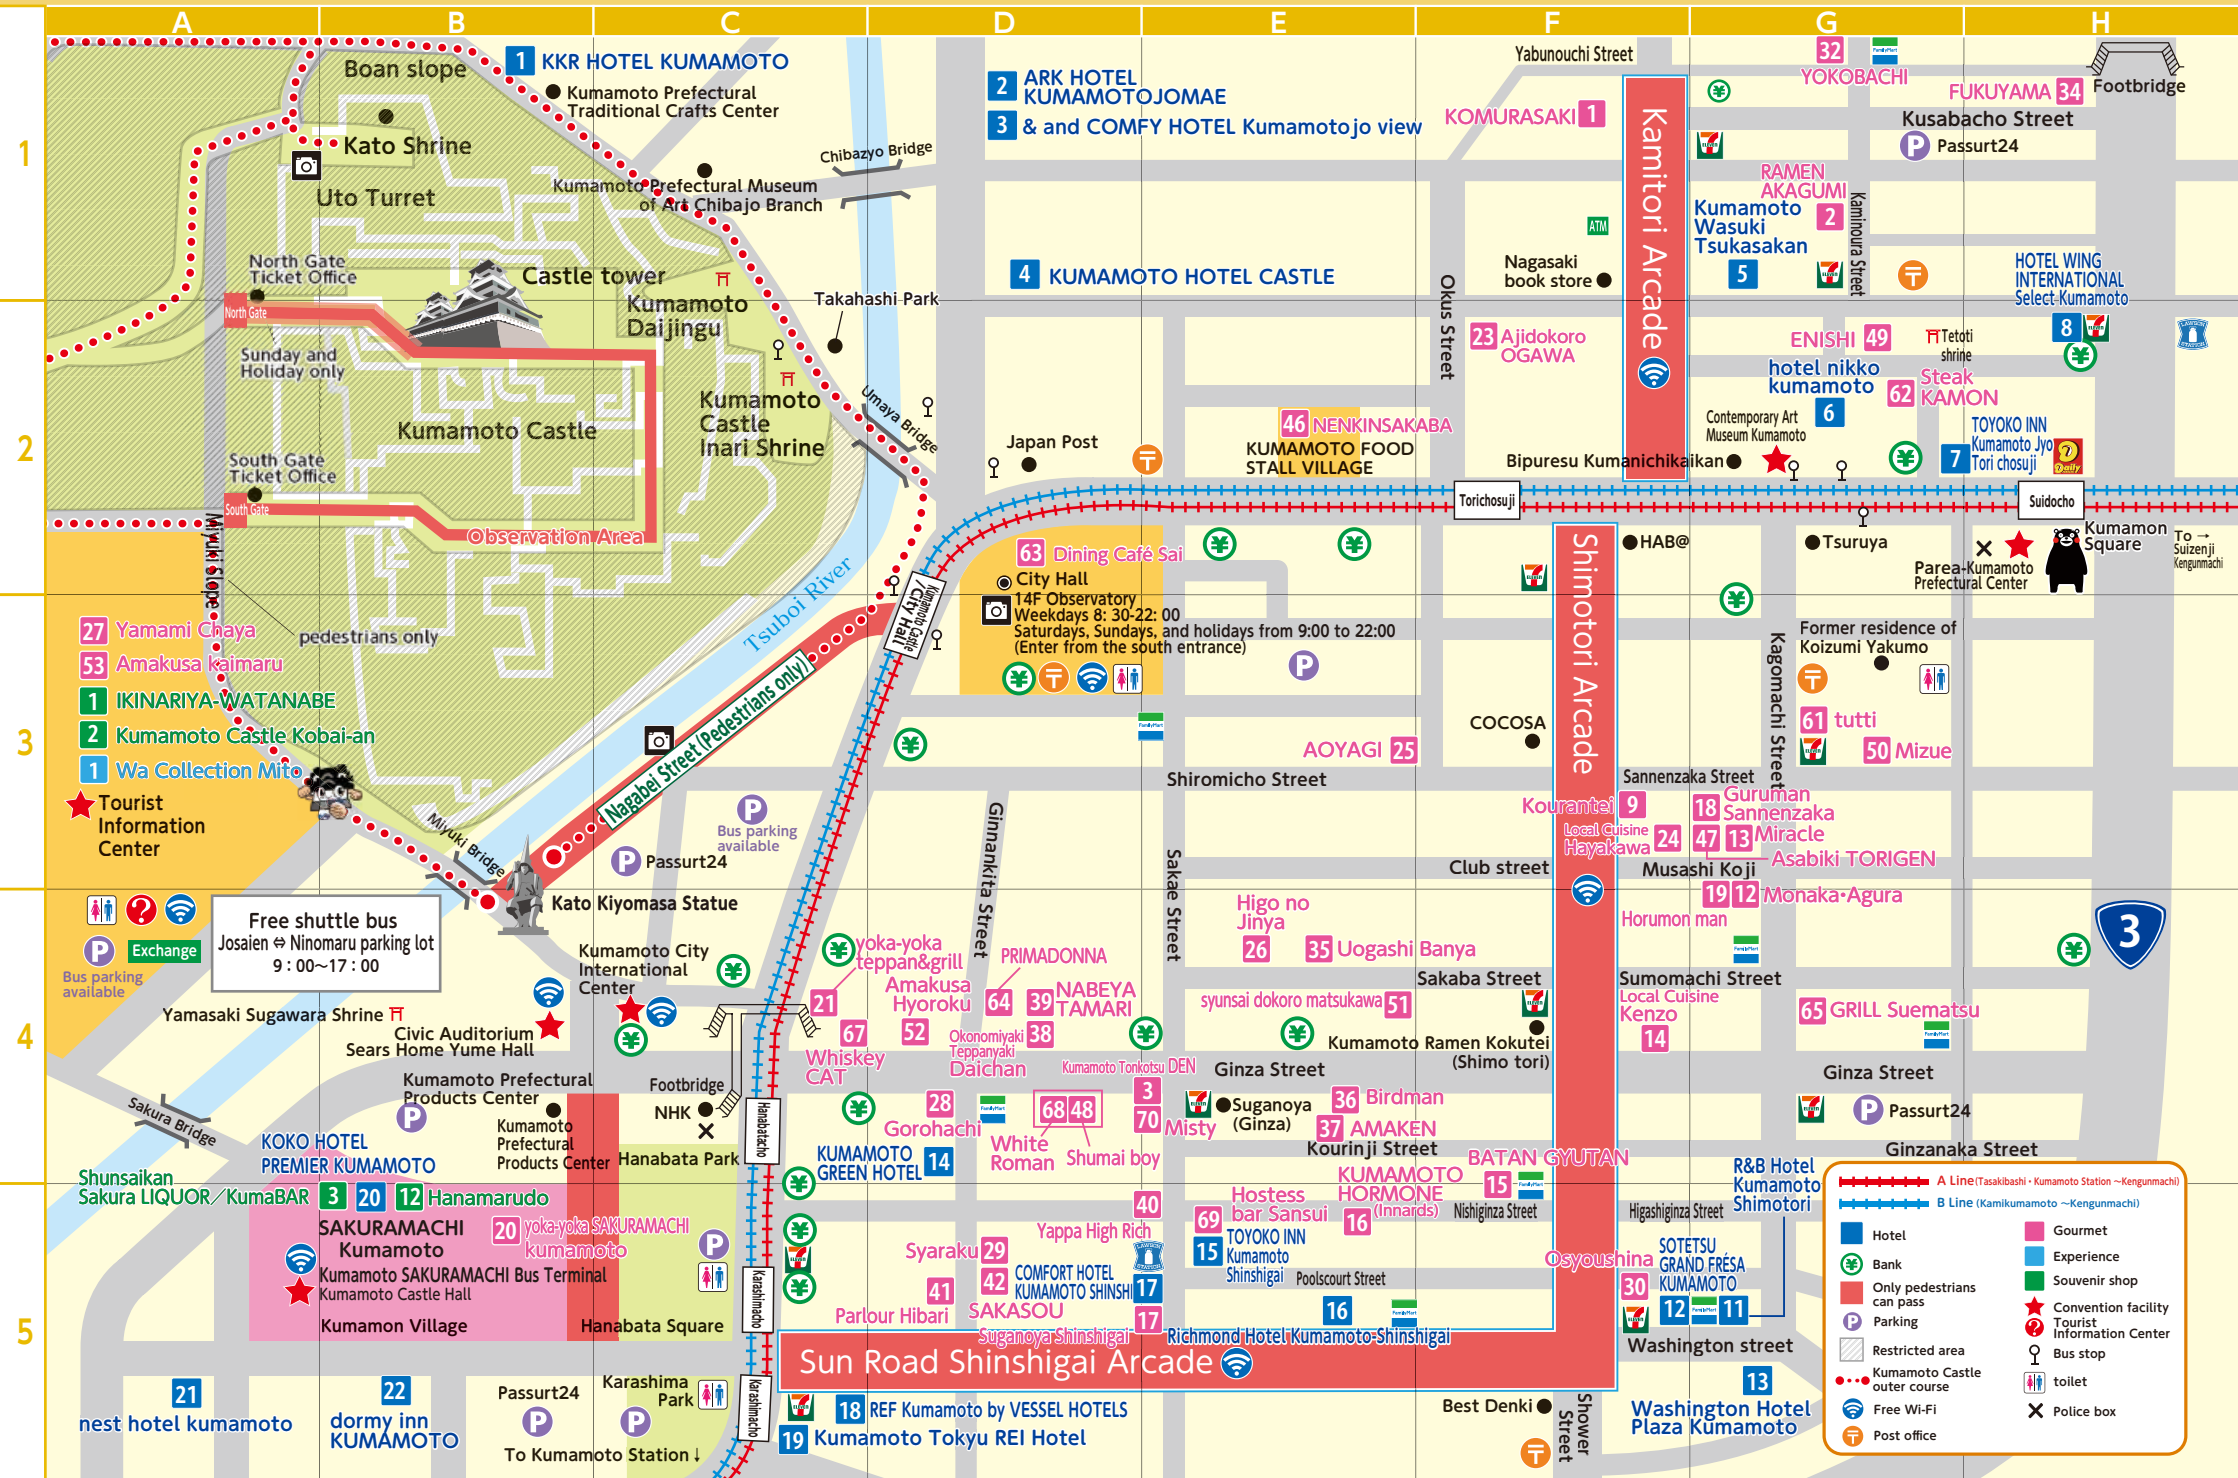 A
B
C
D
E
F
G
H
1
2
3
4
5
Boan slope
1 KKR HOTEL KUMAMOTO
Kumamoto Prefectural
Traditional Crafts Center
Kato Shrine
Uto Turret
Kumamoto Prefectural Museum
of Art Chibajo Branch
Chibazyo Bridge
2 ARK HOTEL
KUMAMOTOJOMAE
3 & and COMFY HOTEL Kumamotojo view
4 KUMAMOTO HOTEL CASTLE
Yabunouchi Street
KOMURASAKI 1
Kamitori Arcade
ATM
Nagasaki
book store
32
YOKOBACHI
FamilyMart
FUKUYAMA 34
Footbridge
Kusabacho Street
P Passurt24
RAMEN
AKAGUMI
2
Kaminoura Street
Kumamoto
Wasuki
Tsukasakan
5
HOTEL WING
INTERNATIONAL
Select Kumamoto
8
North Gate
Ticket Office
North Gate
Castle tower
Kumamoto
Daijingu
Takahashi Park
Sunday and
Holiday only
Kumamoto Castle
Kumamoto
Castle
Inari Shrine
Umaya Bridge
South Gate
Ticket Office
South Gate
Observation Area
Miyuki slope
Okus Street
23 Ajidokoro
OGAWA
ENISHI 49
Tetoti
shrine
LAWSON
STATION
hotel nikko
kumamoto
6
62 Steak
KAMON
46 NENKINSAKABA
KUMAMOTO FOOD
STALL VILLAGE
Japan Post
Contemporary Art
Museum Kumamoto
Bipuresu Kumanichikaikan
7
TOYOKO INN
Kumamoto Jyo
Tori chosuji
Daily
Torichosuji
Suidocho
Shimotori Arcade
HAB@
Tsuruya
Parea-Kumamoto
Prefectural Center
Kumamon
Square
To →
Suizenji
Kengunmachi
63 Dining Café Sai
City Hall
14F Observatory
Weekdays 8: 30-22: 00
Saturdays, Sundays, and holidays from 9:00 to 22:00
(Enter from the south entrance)
Kumamoto Castle
/City Hall
Tsuboi River
27 Yamami Chaya
53 Amakusa kaimaru
1 IKINARIYA-WATANABE
2 Kumamoto Castle Kobai-an
1 Wa Collection Mito
Tourist
Information
Center
pedestrians only
Nagabei Street(Pedestrians only)
Former residence of
Koizumi Yakumo
Kagomachi Street
61 tutti
50 Mizue
COCOSA
AOYAGI 25
FamilyMart
Shiromicho Street
Sannenzaka Street
Kourantei 9
18 Guruman
Sannenzaka
Local Cuisine
Hayakawa 24
47 13 Miracle
Asabiki TORIGEN
Club street
Musashi Koji
19 12 Monaka・Agura
Horumon man
Miyuki Bridge
P
Bus parking
available
P Passurt24
Ginnankita Street
Sakae Street
Kato Kiyomasa Statue
Free shuttle bus
Josaien ⇔ Ninomaru parking lot
9：00〜17：00
P
Exchange
Bus parking
available
Kumamoto City
International
Center
Yamasaki Sugawara Shrine
Civic Auditorium
Sears Home Yume Hall
yoka-yoka
teppan&grill
21
Amakusa
Hyoroku
52
PRIMADONNA
64
39 NABEYA
TAMARI
67
Whiskey
CAT
Okonomiyaki
Teppanyaki
Daichan
38
Higo no
Jinya
26
35 Uogashi Banya
Sakaba Street
Sumomachi Street
syunsai dokoro matsukawa 51
Kumamoto Ramen Kokutei
(Shimo tori)
Local Cuisine
Kenzo
14
65 GRILL Suematsu
FamilyMart
3
Kumamoto Prefectural
Products Center
P
Kumamoto
Prefectural
Products Center
Footbridge
NHK
Hanabatacho
Hanabata Park
Sakura Bridge
Kumamoto Tonkotsu DEN
3
Ginza Street
Ginza Street
28
Gorohachi
FamilyMart
68 48
White
Roman
Shumai boy
70
Misty
Suganoya
(Ginza)
36 Birdman
37 AMAKEN
Kourinji Street
P Passurt24
Ginzanaka Street
KUMAMOTO
GREEN HOTEL 14
KOKO HOTEL
PREMIER KUMAMOTO
Shunsaikan
Sakura LIQUOR／KumaBAR 3 20 12 Hanamarudo
SAKURAMACHI
Kumamoto
20 yoka-yoka SAKURAMACHI
kumamoto
Kumamoto SAKURAMACHI Bus Terminal
Kumamoto Castle Hall
Kumamon Village
Hanabata Square
Karashimacho
40
Yappa High Rich
Syaraku 29
42 COMFORT HOTEL
KUMAMOTO SHINSHI 17
41
Parlour Hibari
SAKASOU
Suganoya Shinshigai
17
69
Hostess
bar Sansui
15 TOYOKO INN
Kumamoto
Shinshigai
KUMAMOTO
HORMONE
(Innards)
16
BATAN GYUTAN
15
Nishiginza Street
Higashiginza Street
Poolscourt Street
Osyoushina
30
16
Richmond Hotel Kumamoto-Shinshigai
R&B Hotel
Kumamoto
Shimotori
SOTETSU
GRAND FRÉSA
KUMAMOTO
12 11
Washington street
13
Washington Hotel
Plaza Kumamoto
Sun Road Shinshigai Arcade
Best Denki
Shower
Street
21
nest hotel kumamoto
22
dormy inn
KUMAMOTO
Passurt24
P
Karashima
Park
P
To Kumamoto Station ↓
Karashimacho
18 REF Kumamoto by VESSEL HOTELS
19 Kumamoto Tokyu REI Hotel
A Line(Tasakibashi・Kumamoto Station 〜Kengunmachi)
B Line (Kamikumamoto 〜Kengunmachi)
Hotel
Bank
Only pedestrians
can pass
Parking
Restricted area
Kumamoto Castle
outer course
Free Wi-Fi
Post office
Gourmet
Experience
Souvenir shop
Convention facility
Tourist
Information Center
Bus stop
toilet
Police box